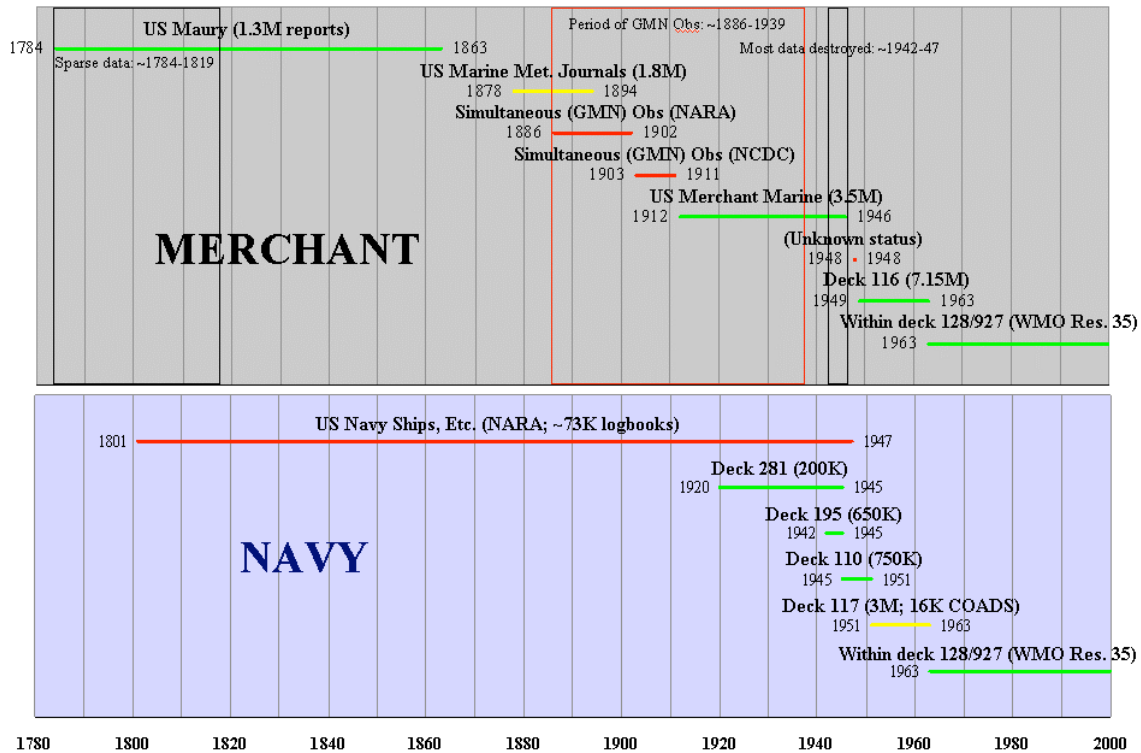 US Maury (1.3M reports)
1784 1863
Sparse data: ~1784-1819
Period of GMN Obs: ~1886-1939
Most data destroyed: ~1942-47
US Marine Met. Journals (1.8M)
1878 1894
Simultaneous (GMN) Obs (NARA)
1886 1902
Simultaneous (GMN) Obs (NCDC)
1903 1911
US Merchant Marine (3.5M)
1912 1946
MERCHANT
(Unknown status)
1948 1948
Deck 116 (7.15M)
1949 1963
Within deck 128/927 (WMO Res. 35)
1963
US Navy Ships, Etc. (NARA; ~73K logbooks)
1801 1947
Deck 281 (200K)
1920 1945
Deck 195 (650K)
1942 1945
NAVY
Deck 110 (750K)
1945 1951
Deck 117 (3M; 16K COADS)
1951 1963
Within deck 128/927 (WMO Res. 35)
1963
1780 1800 1820 1840 1860 1880 1900 1920 1940 1960 1980 2000